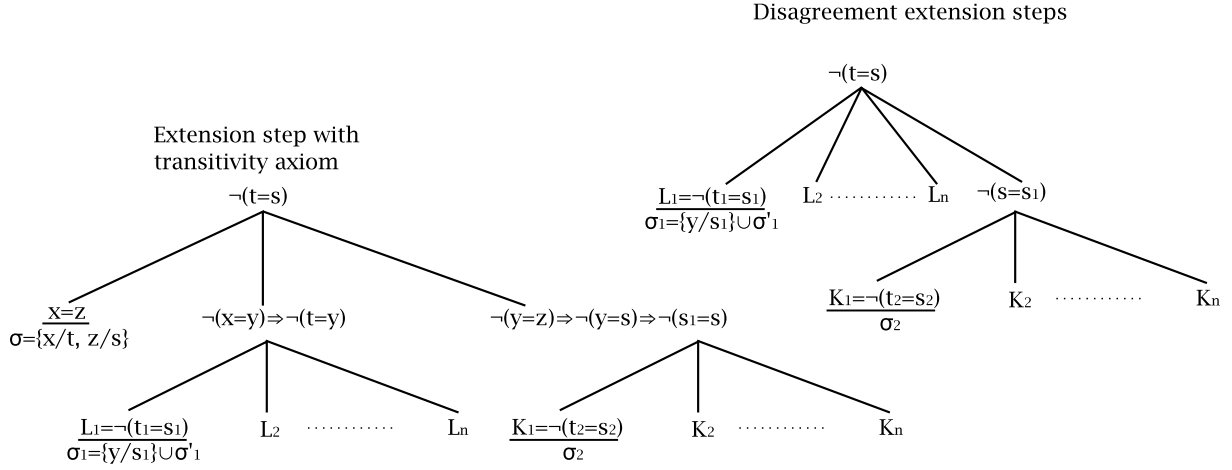 Disagreement extension steps
¬(t=s)
L₁=¬(t₁=s₁)
σ₁={y/s₁}∪σ'₁
L₂ ............ Lₙ
¬(s=s₁)
K₁=¬(t₂=s₂)
σ₂
K₂ ............ Kₙ
Extension step with
transitivity axiom
¬(t=s)
x=z
σ={x/t, z/s}
¬(x=y)⇒¬(t=y)
¬(y=z)⇒¬(y=s)⇒¬(s₁=s)
L₁=¬(t₁=s₁)
σ₁={y/s₁}∪σ'₁
L₂ ............ Lₙ
K₁=¬(t₂=s₂)
σ₂
K₂ ............ Kₙ